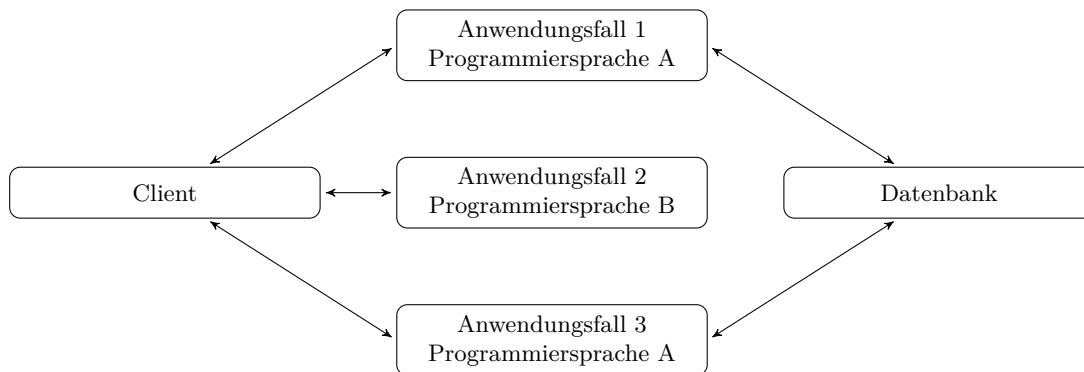 Anwendungsfall 1
Programmiersprache A
Client
Anwendungsfall 2
Programmiersprache B
Datenbank
Anwendungsfall 3
Programmiersprache A